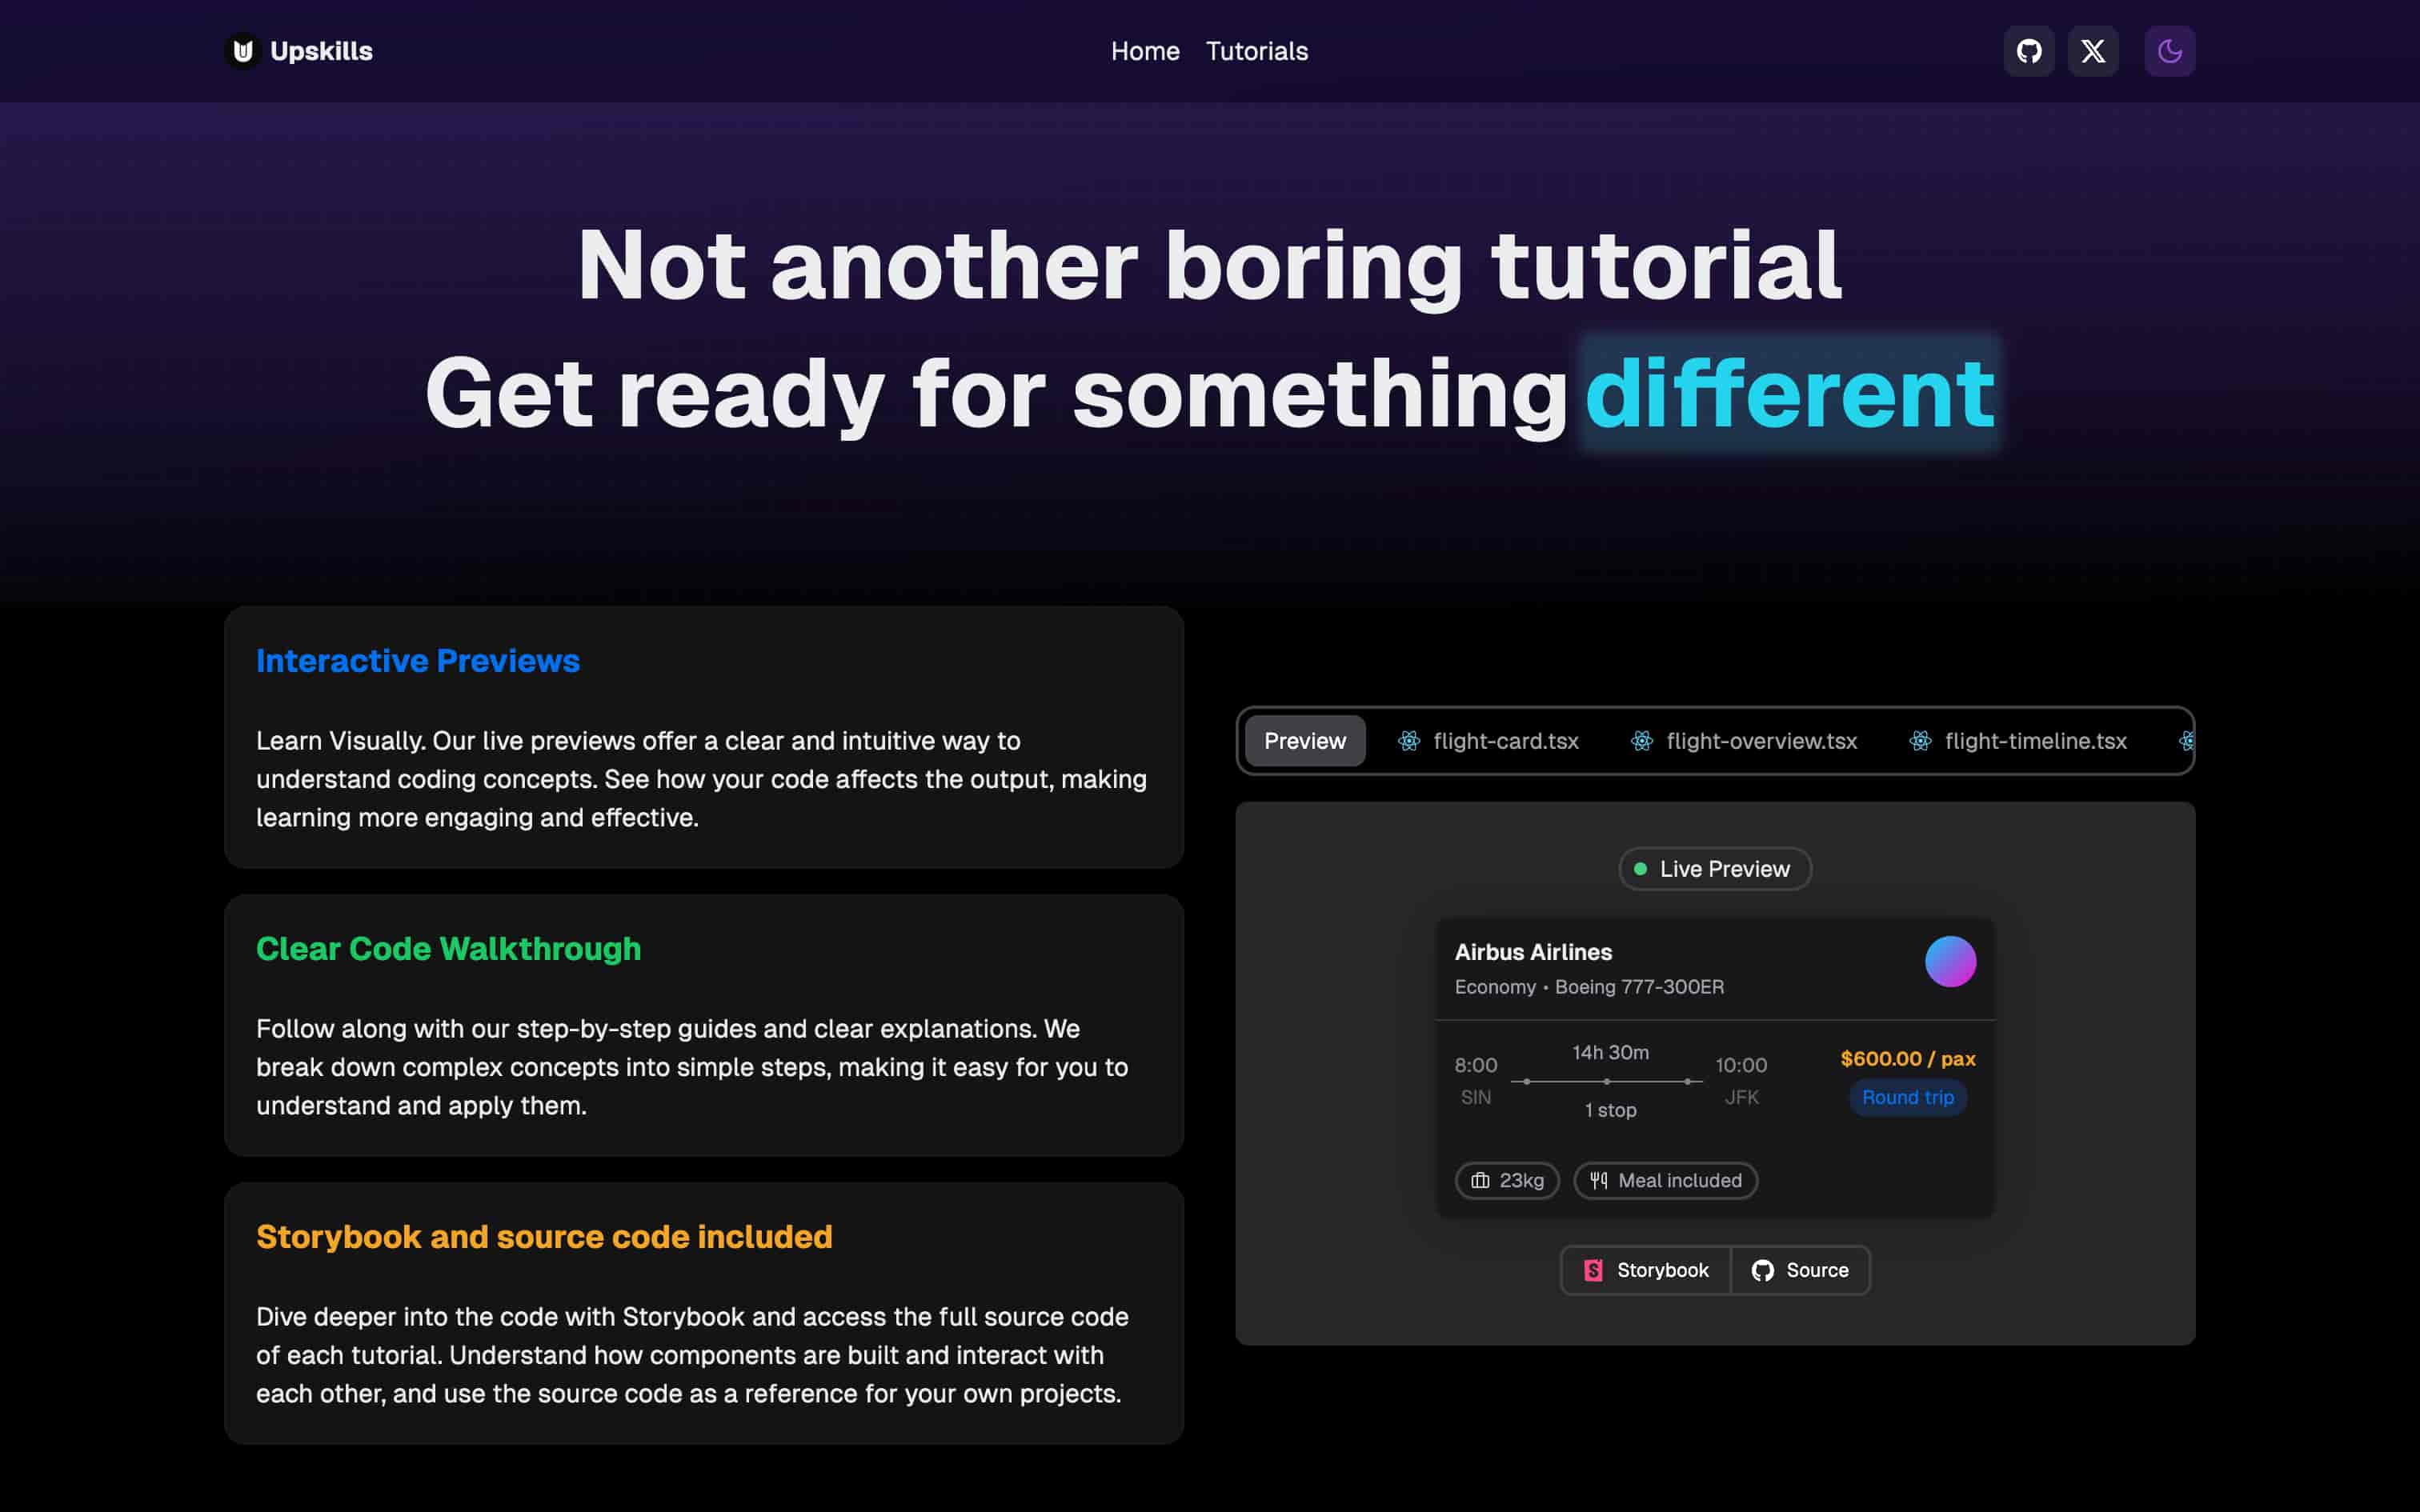 Upskills
Home
Tutorials
Not another boring tutorial
Get ready for something different
Interactive Previews
Learn Visually. Our live previews offer a clear and intuitive way to
understand coding concepts. See how your code affects the output, making
learning more engaging and effective.
Clear Code Walkthrough
Follow along with our step-by-step guides and clear explanations. We
break down complex concepts into simple steps, making it easy for you to
understand and apply them.
Storybook and source code included
Dive deeper into the code with Storybook and access the full source code
of each tutorial. Understand how components are built and interact with
each other, and use the source code as a reference for your own projects.
Preview
flight-card.tsx
flight-overview.tsx
flight-timeline.tsx
Live Preview
Airbus Airlines
Economy • Boeing 777-300ER
8:00
SIN
14h 30m
1 stop
10:00
JFK
$600.00 / pax
Round trip
23kg
Meal included
Storybook
Source